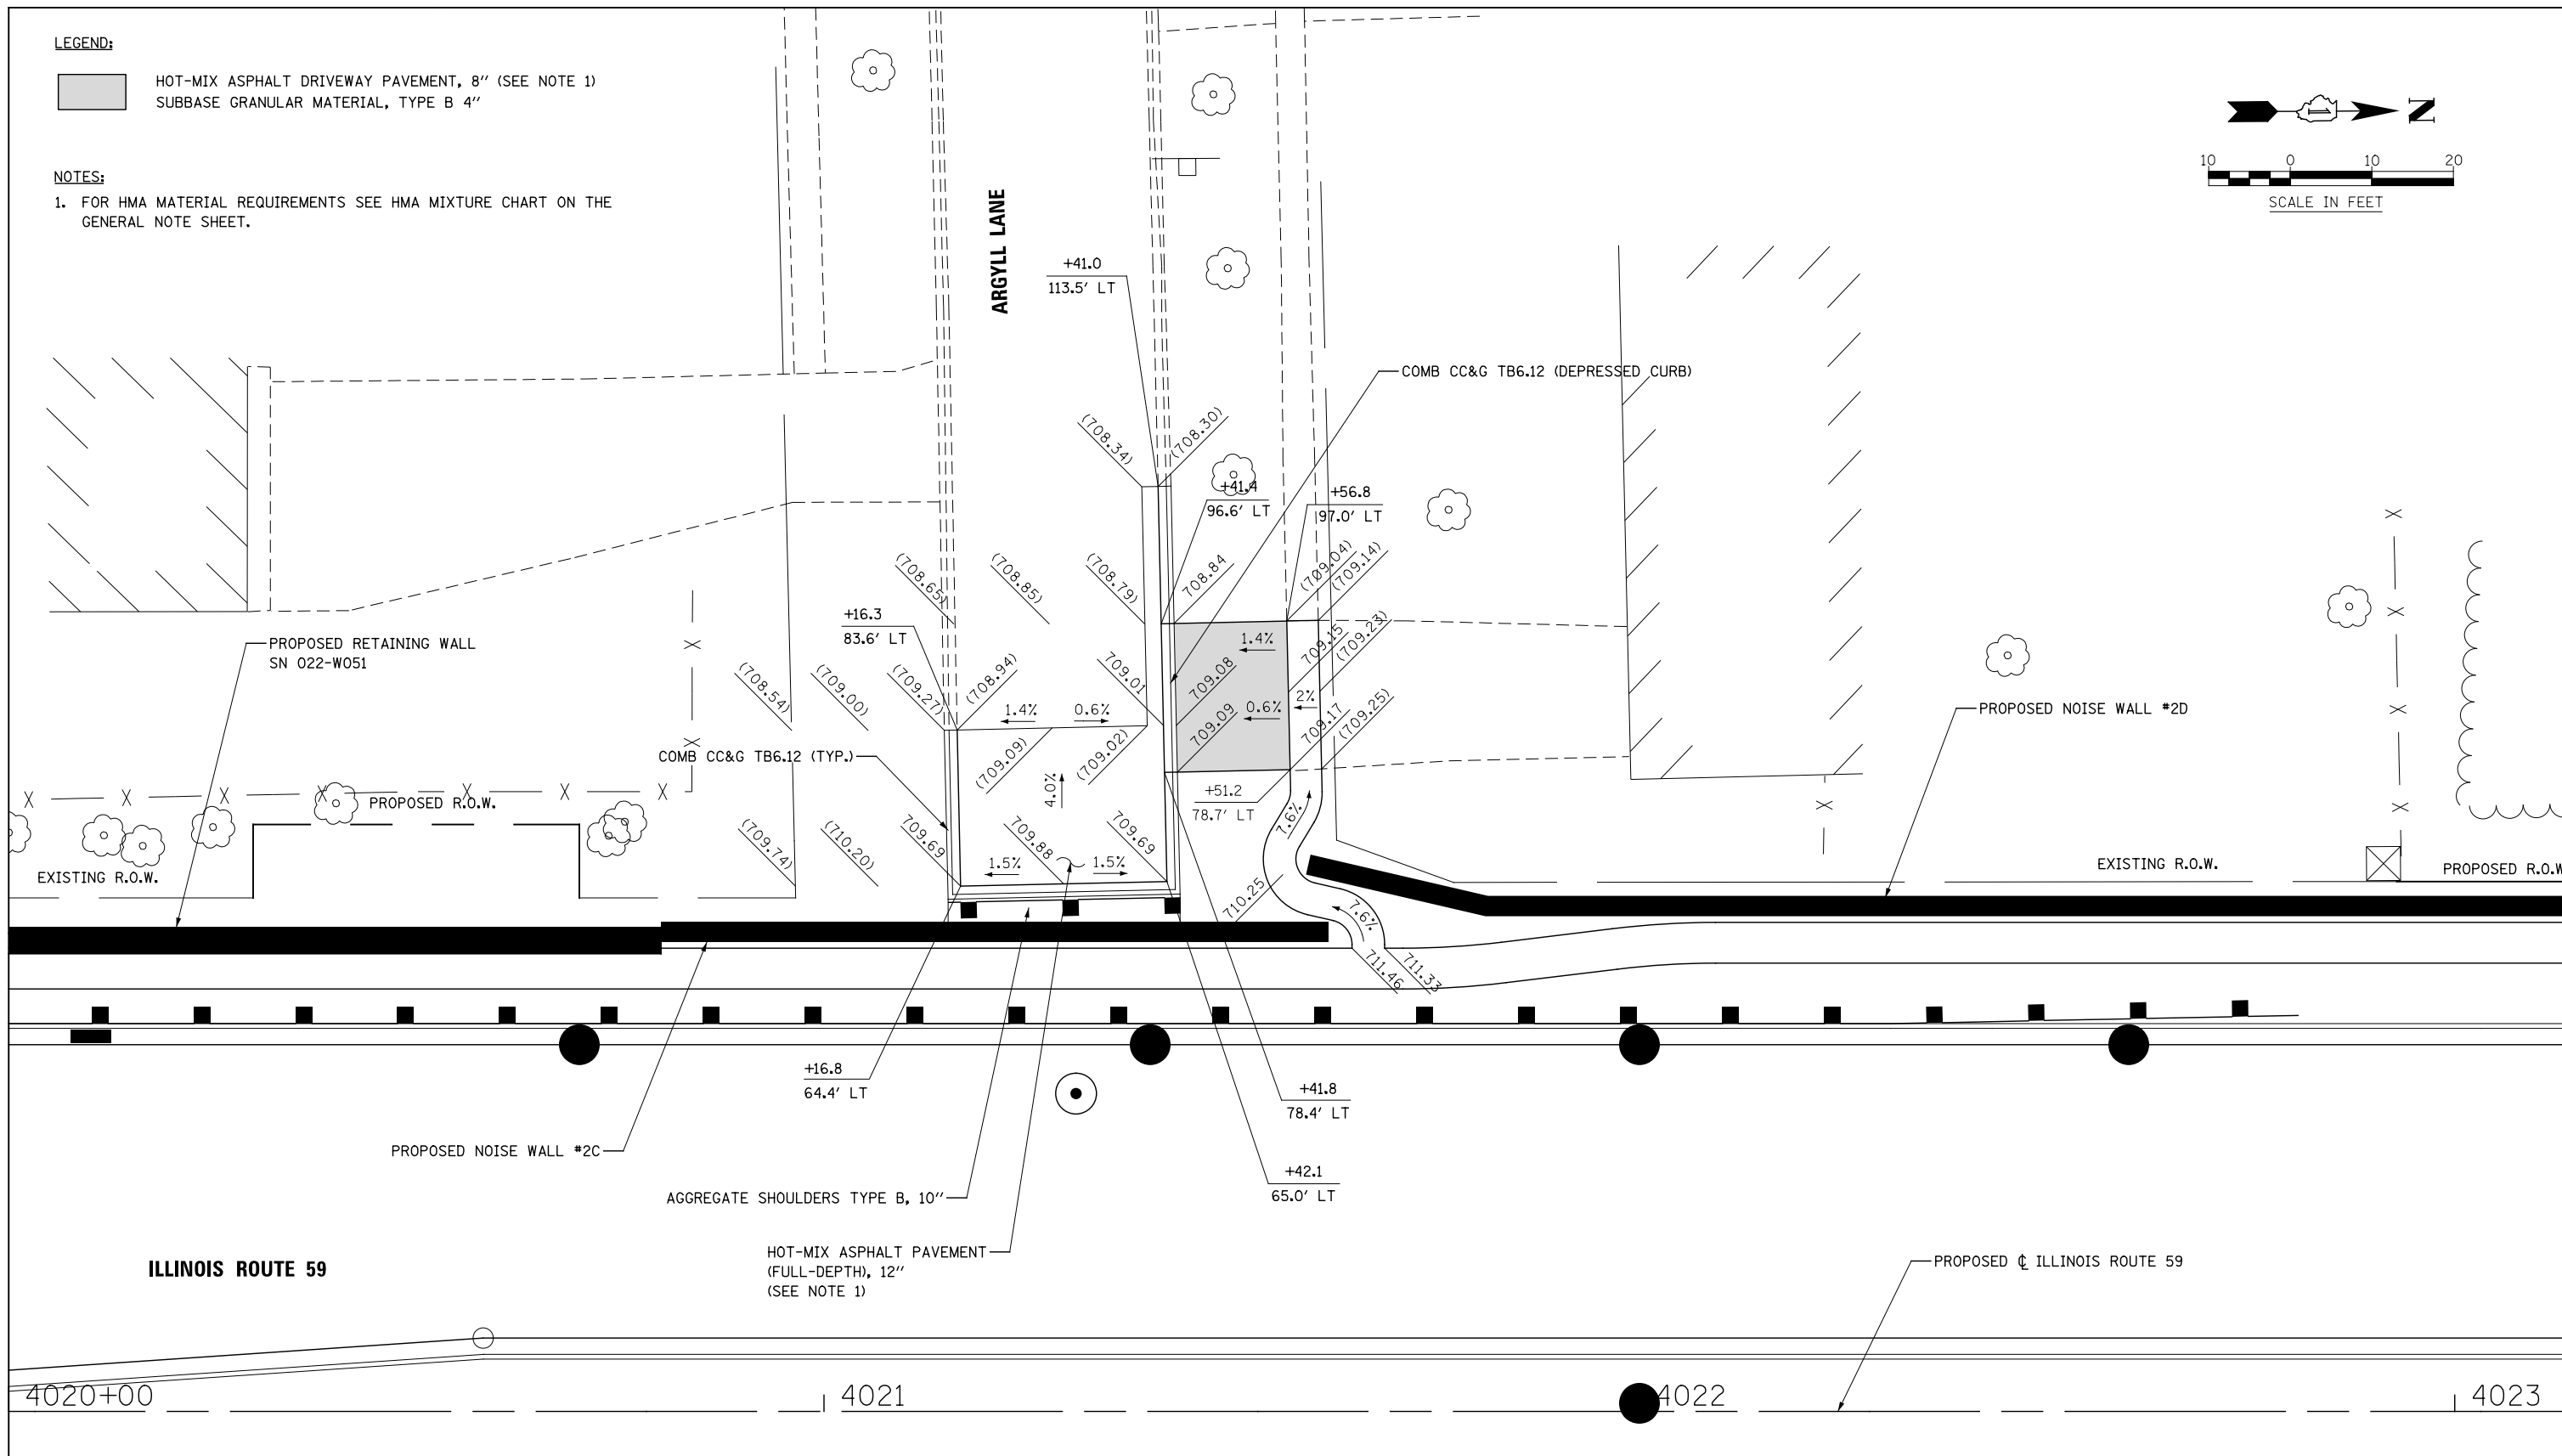 LEGEND:
HOT-MIX ASPHALT DRIVEWAY PAVEMENT, 8" (SEE NOTE 1)
SUBBASE GRANULAR MATERIAL, TYPE B 4"
NOTES:
1. FOR HMA MATERIAL REQUIREMENTS SEE HMA MIXTURE CHART ON THE
GENERAL NOTE SHEET.
N
10 0 10 20
SCALE IN FEET
ARGYLL LANE
+41.0
113.5' LT
COMB CC&G TB6.12 (DEPRESSED CURB)
(708.34)
(708.30)
+41.4
96.6' LT
+56.8
97.0' LT
(708.65)
(708.85)
(708.79)
708.84
(709.04)
(709.14)
+16.3
83.6' LT
PROPOSED RETAINING WALL
SN 022-W051
(708.54)
(709.00)
(709.27)
(708.94)
709.01
709.08
1.4%
709.15
(709.23)
1.4%
0.6%
709.09
0.6%
2%
709.17
(709.25)
PROPOSED NOISE WALL #2D
COMB CC&G TB6.12 (TYP.)
(709.09)
(709.02)
4.0%
+51.2
78.7' LT
7.6%
PROPOSED R.O.W.
(709.74)
(710.20)
709.69
709.88
709.69
1.5%
1.5%
EXISTING R.O.W.
EXISTING R.O.W.
PROPOSED R.O.W
710.25
7.6%
711.46
711.33
+16.8
64.4' LT
+41.8
78.4' LT
PROPOSED NOISE WALL #2C
+42.1
65.0' LT
AGGREGATE SHOULDERS TYPE B, 10"
HOT-MIX ASPHALT PAVEMENT
(FULL-DEPTH), 12"
(SEE NOTE 1)
ILLINOIS ROUTE 59
PROPOSED ℄ ILLINOIS ROUTE 59
4020+00
4021
4022
4023